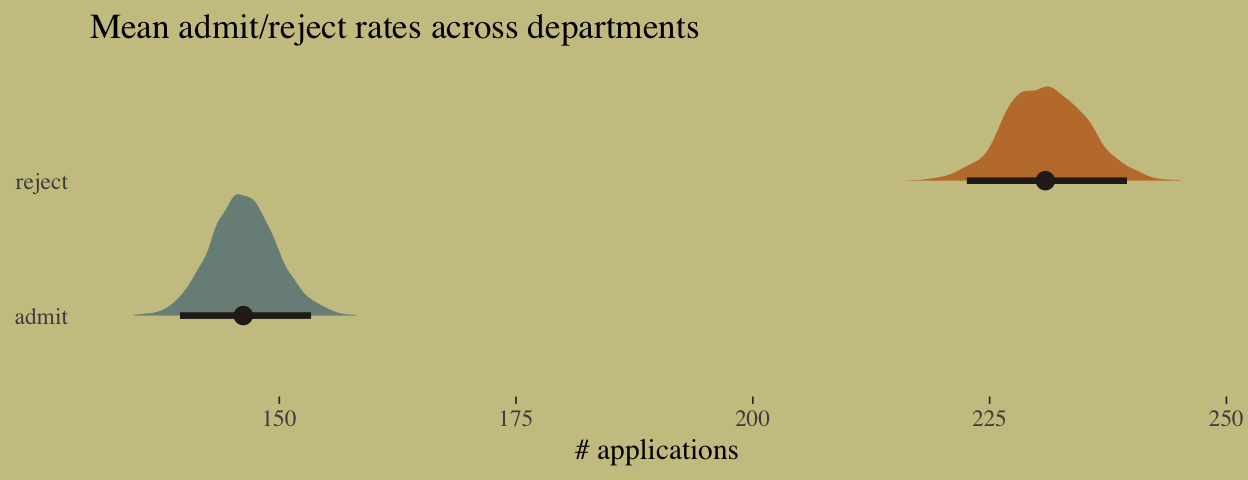 Mean admit/reject rates across departments
reject
admit
150 175 200 225 250
# applications